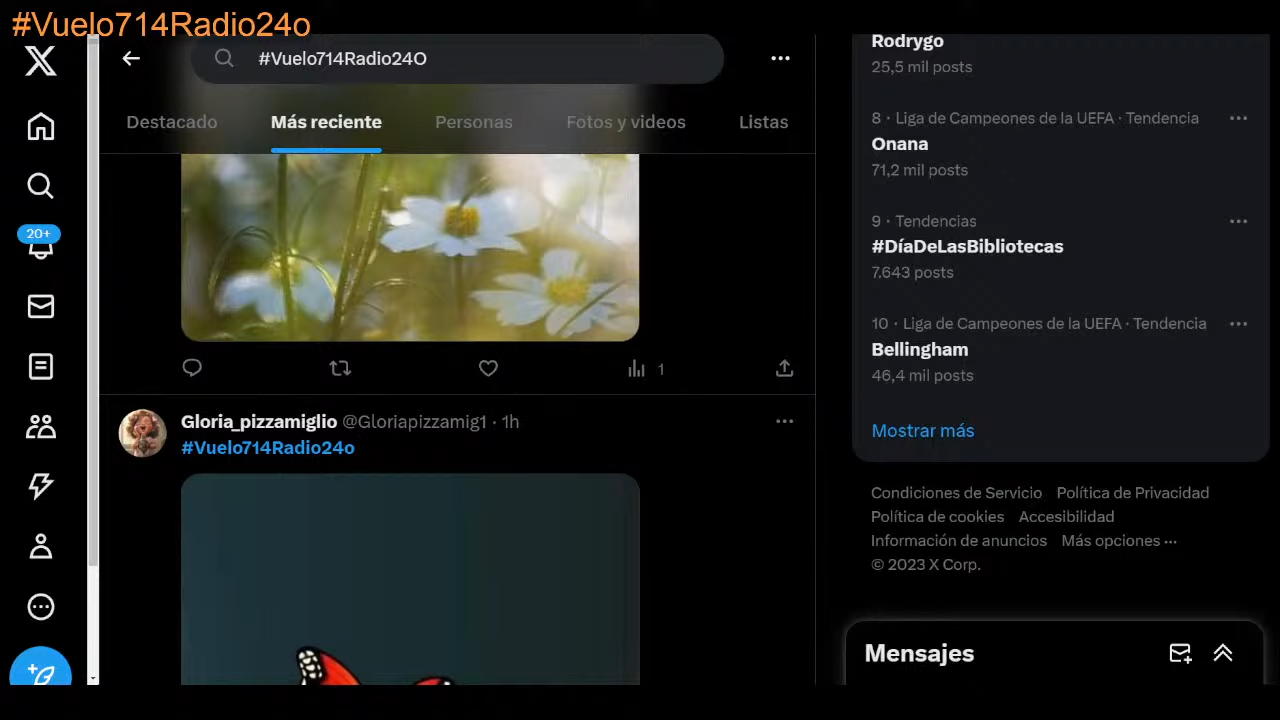 #Vuelo714Radio24o
#Vuelo714Radio24O
Destacado
Más reciente
Personas
Fotos y videos
Listas
20+
1
Gloria_pizzamiglio @Gloriapizzamig1 · 1h
#Vuelo714Radio24o
Rodrygo
25,5 mil posts
8 · Liga de Campeones de la UEFA · Tendencia
Onana
71,2 mil posts
9 · Tendencias
#DíaDeLasBibliotecas
7.643 posts
10 · Liga de Campeones de la UEFA · Tendencia
Bellingham
46,4 mil posts
Mostrar más
Condiciones de Servicio Política de Privacidad
Política de cookies Accesibilidad
Información de anuncios Más opciones ···
© 2023 X Corp.
Mensajes